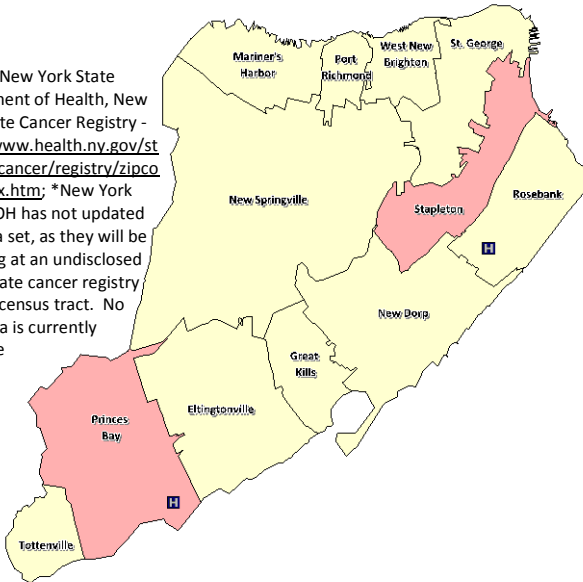 New York State
ment of Health, New
te Cancer Registry -
www.health.ny.gov/st
cancer/registry/zipco
x.htm; *New York
OH has not updated
a set, as they will be
g at an undisclosed
ate cancer registry
census tract. No
a is currently
e
Mariner's
Harbor
Port
Richmond
West New
Brighton
St. George
New Springville
Stapleton
Rosebank
H
New Dorp
Great
Kills
Eltingtonville
Princes
Bay
H
Tottenville